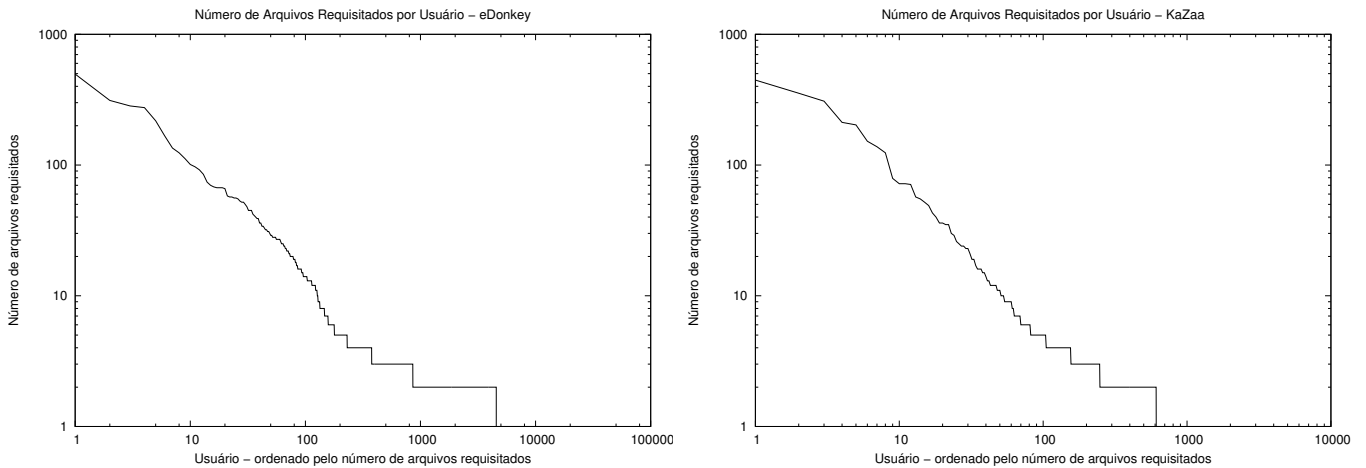 Número de Arquivos Requisitados por Usuário − eDonkey
1000
100
10
1
1 10 100 1000 10000 100000
Número de arquivos requisitados
Usuário − ordenado pelo número de arquivos requisitados
Número de Arquivos Requisitados por Usuário − KaZaa
1000
100
10
1
1 10 100 1000 10000
Número de arquivos requisitados
Usuário − ordenado pelo número de arquivos requisitados